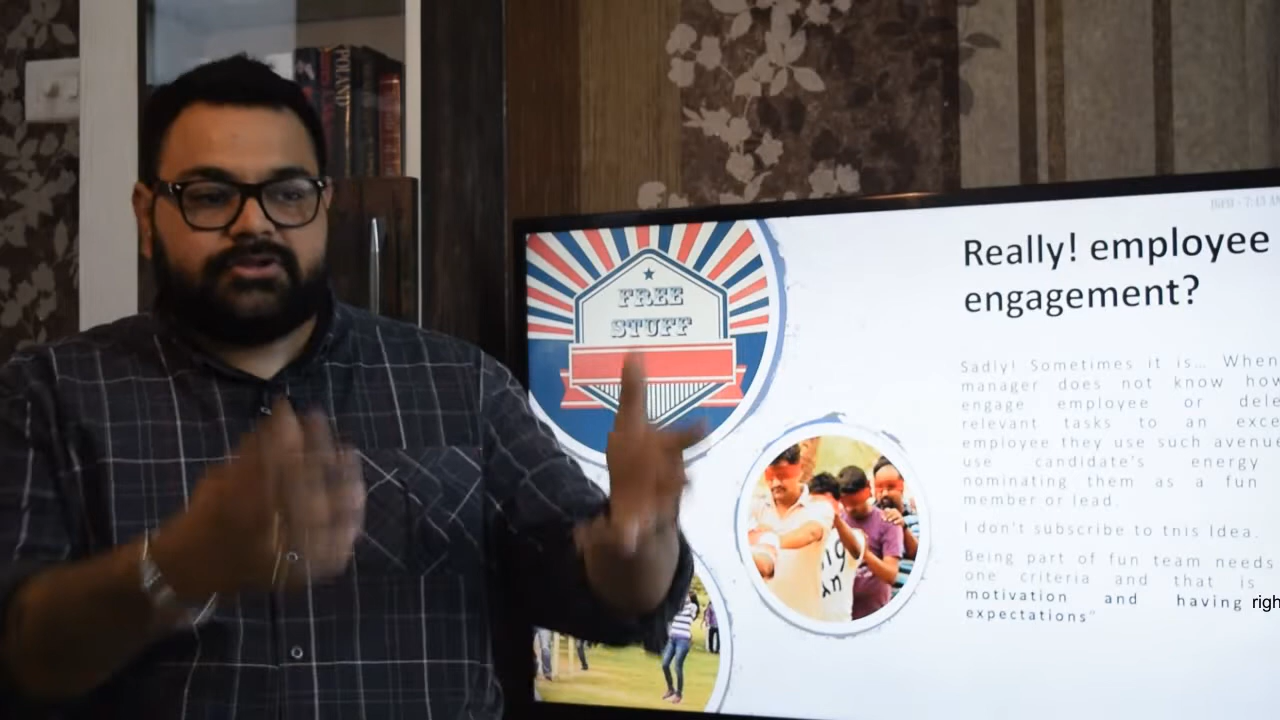 POLAND
FREE
STUFF
Really! employee
engagement?
Sadly! Sometimes it is... When
manager does not know how
engage employee or dele
relevant tasks to an exce
employee they use such avenu
use candidate's energy
nominating them as a fun
member or lead.
I don't subscribe to this Idea.
Being part of fun team needs
one criteria and that is
motivation and having righ
expectations"